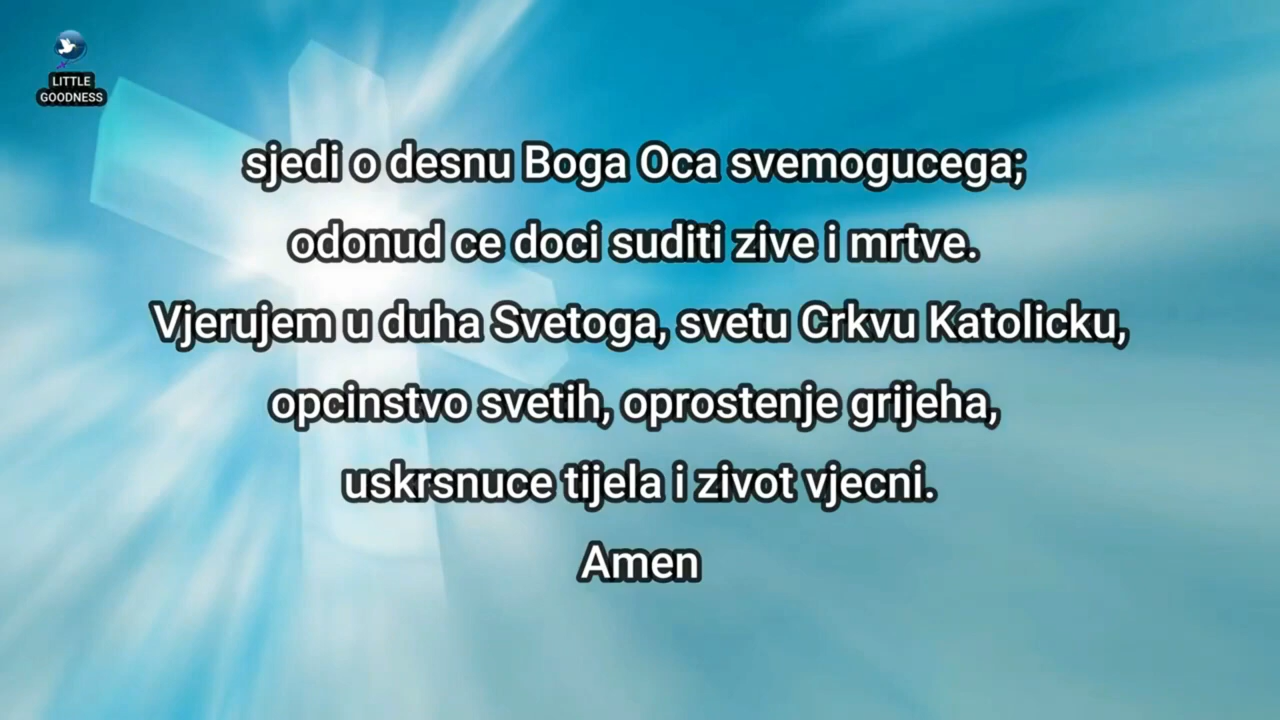 LITTLE
GOODNESS
sjedi o desnu Boga Oca svemogucega;
odonud ce doci suditi zive i mrtve.
Vjerujem u duha Svetoga, svetu Crkvu Katolicku,
opcinstvo svetih, oprostenje grijeha,
uskrsnuce tijela i zivot vjecni.
Amen